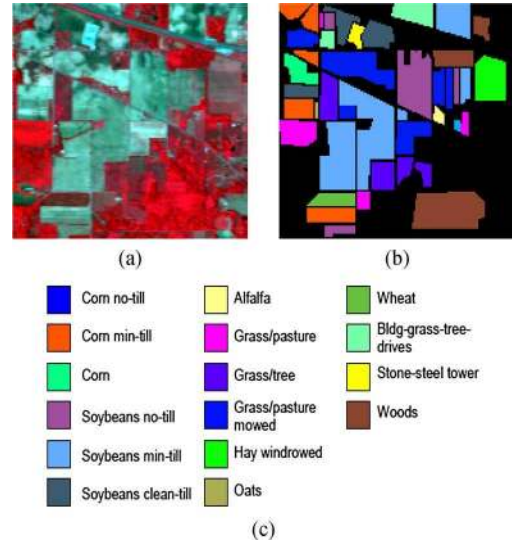 (a)
(b)
Corn no-till
Alfalfa
Wheat
Corn min-till
Grass/pasture
Bldg-grass-tree-
drives
Corn
Grass/tree
Stone-steel tower
Soybeans no-till
Grass/pasture
mowed
Woods
Soybeans min-till
Hay windrowed
Soybeans clean-till
Oats
(c)